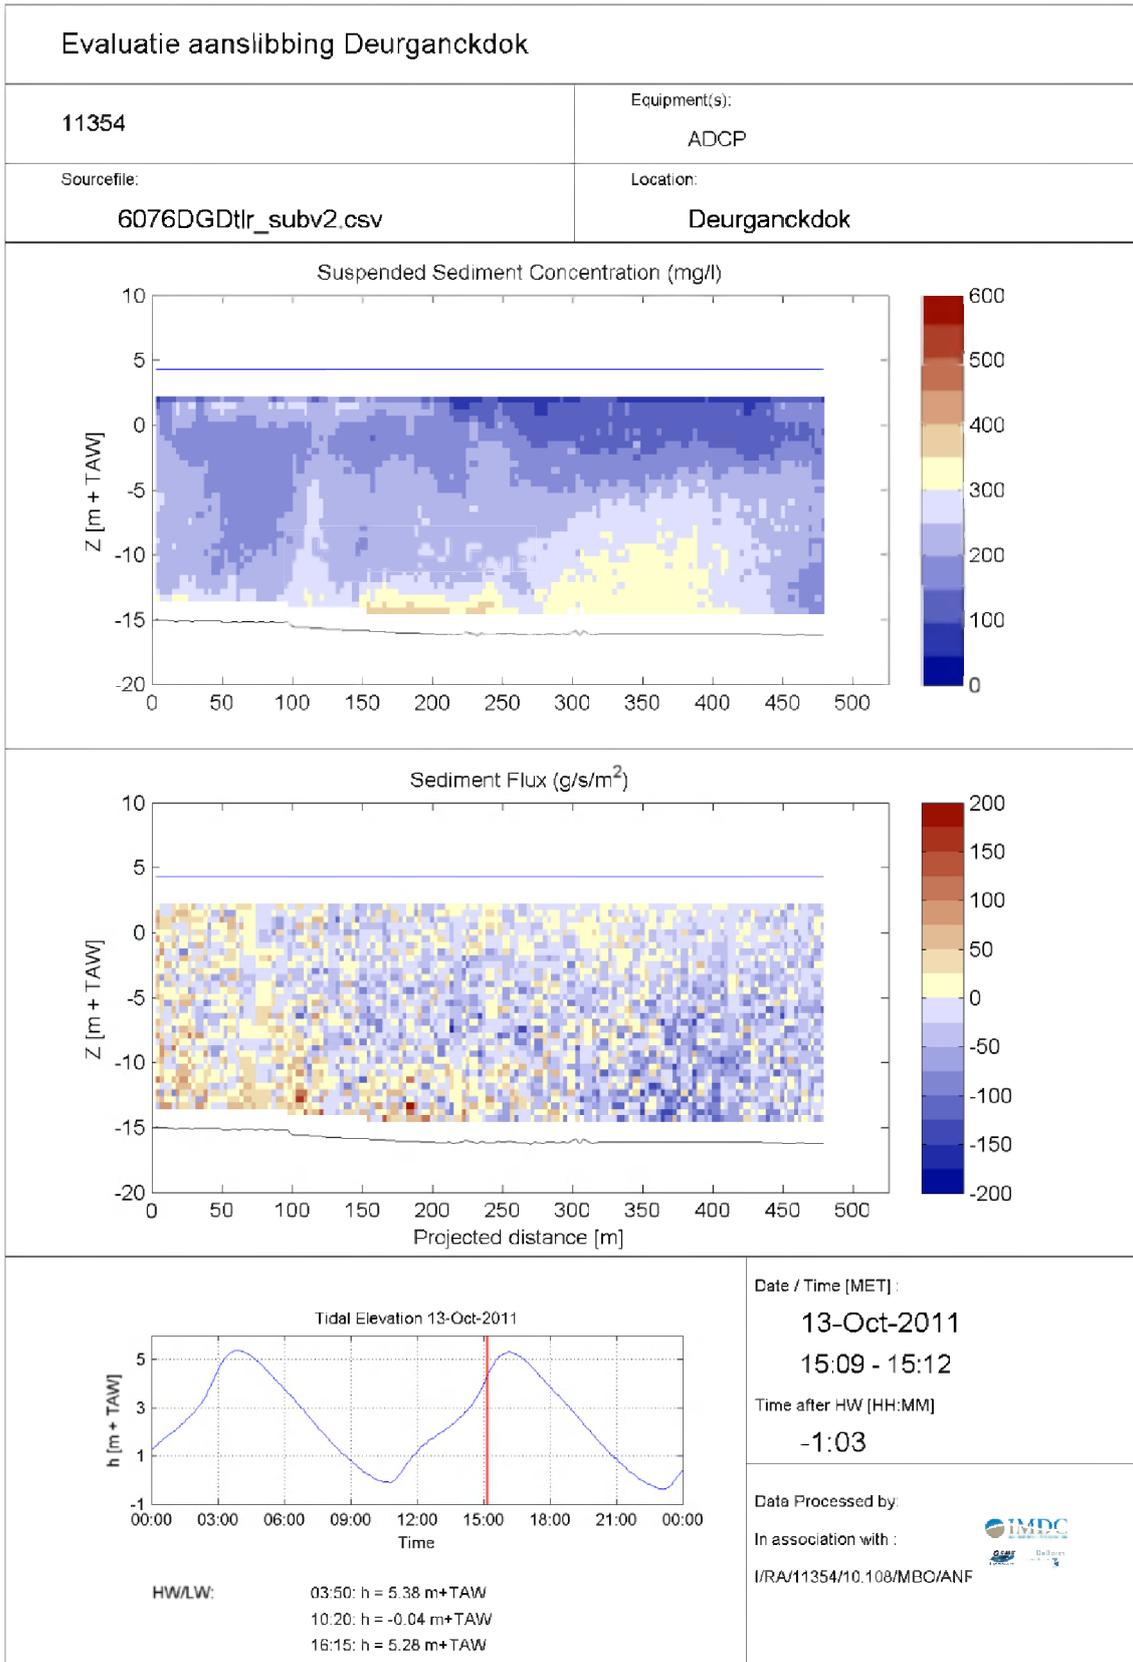 Evaluatie aanslibbing Deurganckdok
11354
Equipment(s):
ADCP
Sourcefile:
6076DGDtlr_subv2.csv
Location:
Deurganckdok
Suspended Sediment Concentration (mg/l)
10
5
0
-5
-10
-15
-20
Z [m + TAW]
0 50 100 150 200 250 300 350 400 450 500
600
500
400
300
200
100
0
Sediment Flux (g/s/m²)
10
5
0
-5
-10
-15
-20
Z [m + TAW]
0 50 100 150 200 250 300 350 400 450 500
Projected distance [m]
200
150
100
50
0
-50
-100
-150
-200
Tidal Elevation 13-Oct-2011
5
3
1
-1
h [m + TAW]
00:00 03:00 06:00 09:00 12:00 15:00 18:00 21:00 00:00
Time
HW/LW:
03:50: h = 5.38 m+TAW
10:20: h = -0.04 m+TAW
16:15: h = 5.28 m+TAW
Date / Time [MET] :
13-Oct-2011
15:09 - 15:12
Time after HW [HH:MM]
-1:03
Data Processed by:
IMDC
In association with :
I/RA/11354/10.108/MBO/ANF